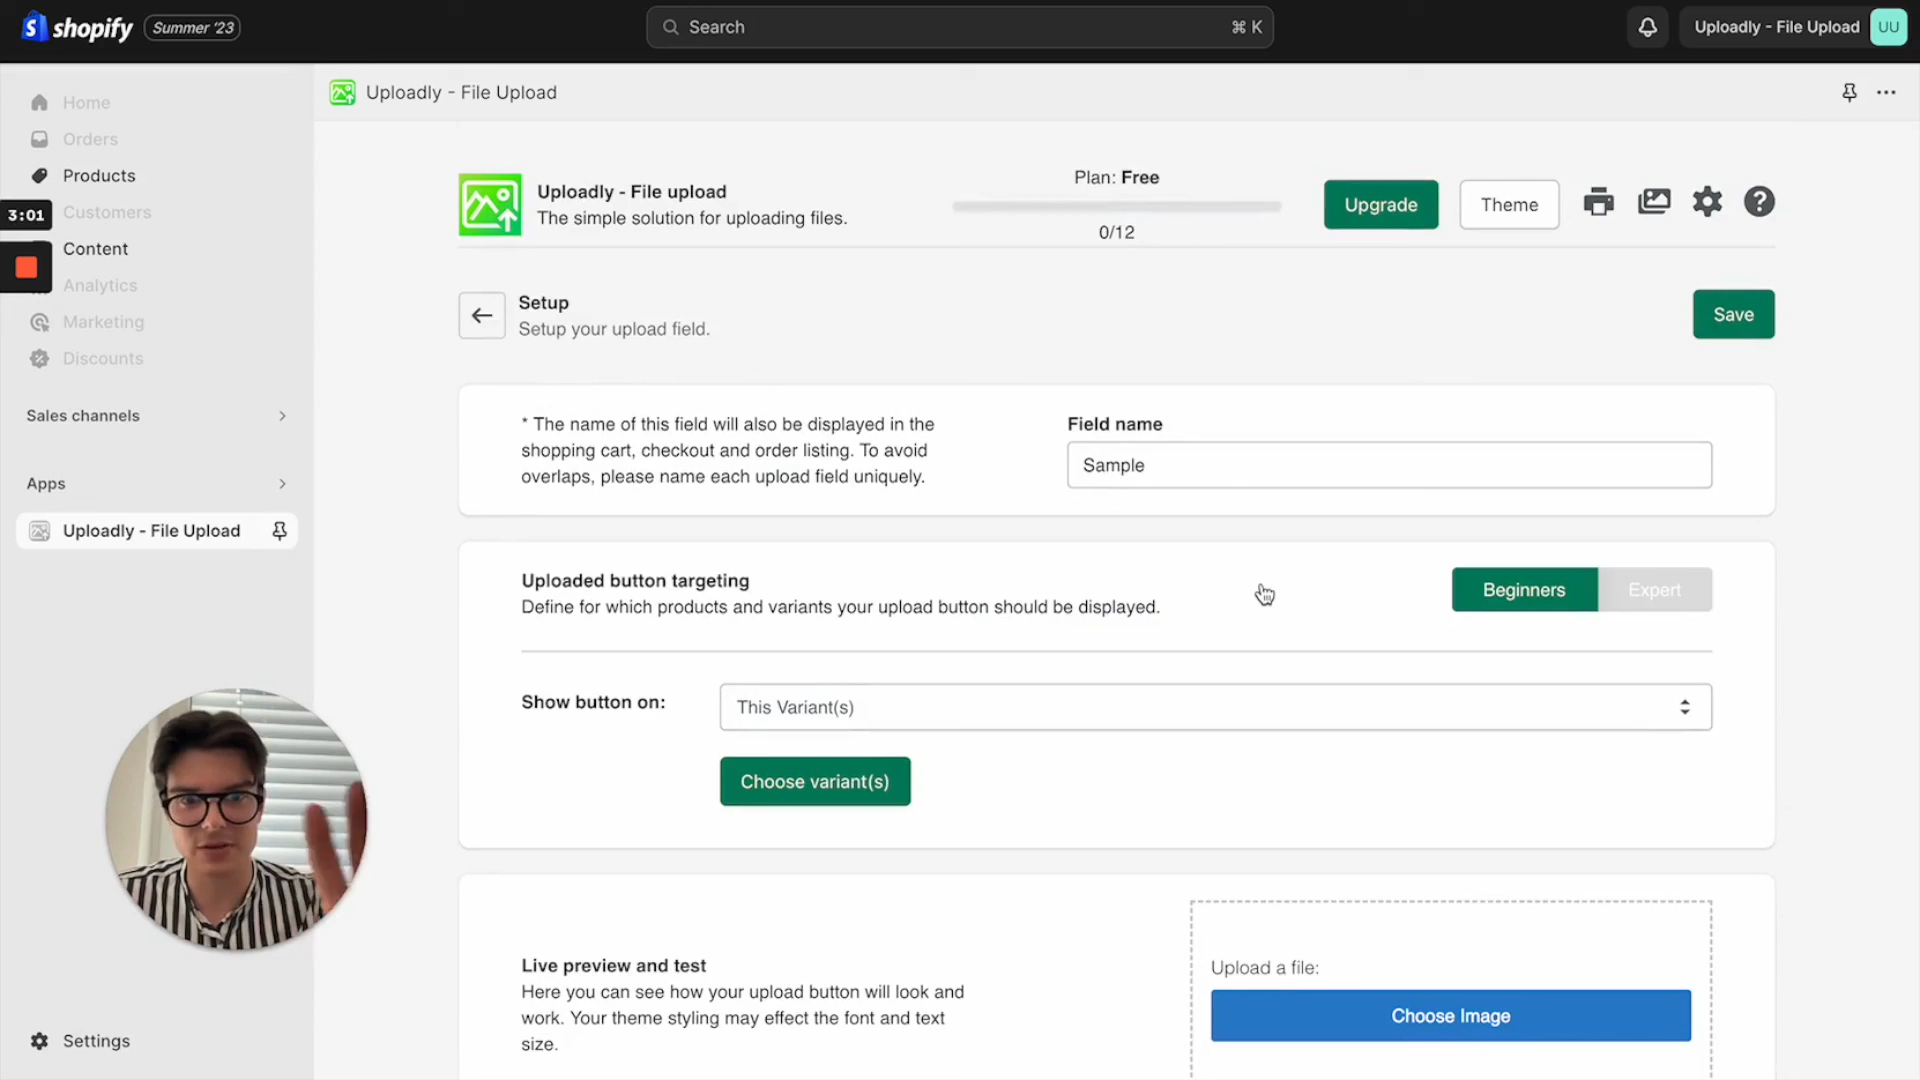 shopify
Summer '23
Search
⌘ K
Uploadly - File Upload
UU
Home
Orders
Products
Customers
Content
Analytics
Marketing
Discounts
3:01
Sales channels
Apps
Uploadly - File Upload
Settings
Uploadly - File Upload
Uploadly - File upload
The simple solution for uploading files.
Plan: Free
0/12
Upgrade
Theme
Setup
Setup your upload field.
Save
* The name of this field will also be displayed in the
shopping cart, checkout and order listing. To avoid
overlaps, please name each upload field uniquely.
Field name
Sample
Uploaded button targeting
Define for which products and variants your upload button should be displayed.
Beginners
Expert
Show button on:
This Variant(s)
Choose variant(s)
Live preview and test
Here you can see how your upload button will look and
work. Your theme styling may effect the font and text
size.
Upload a file:
Choose Image